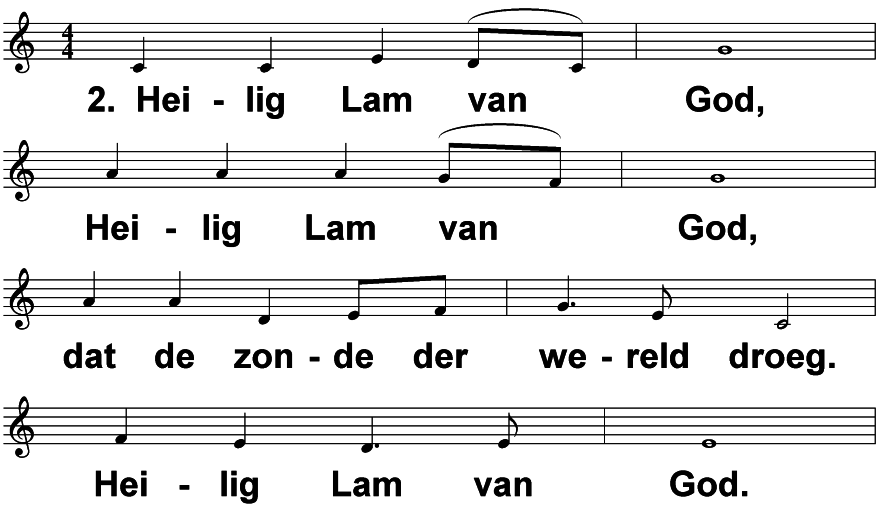 2. Hei - lig Lam van God,
Hei - lig Lam van God,
dat de zon - de der we - reld droeg.
Hei - lig Lam van God.